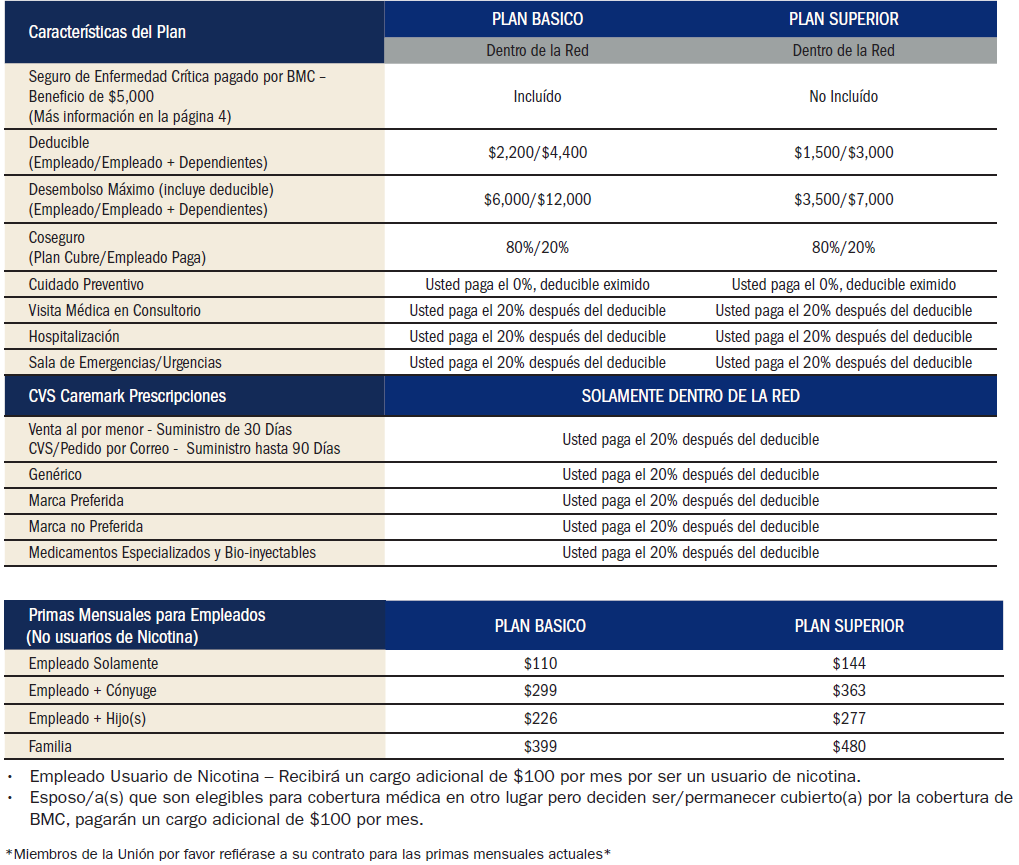 Características del Plan
PLAN BASICO
PLAN SUPERIOR
Dentro de la Red
Dentro de la Red
Seguro de Enfermedad Crítica pagado por BMC –
Beneficio de $5,000
(Más información en la página 4)
Incluído
No Incluído
Deducible
(Empleado/Empleado + Dependientes)
$2,200/$4,400
$1,500/$3,000
Desembolso Máximo (incluye deducible)
(Empleado/Empleado + Dependientes)
$6,000/$12,000
$3,500/$7,000
Coseguro
(Plan Cubre/Empleado Paga)
80%/20%
80%/20%
Cuidado Preventivo
Usted paga el 0%, deducible eximido
Usted paga el 0%, deducible eximido
Visita Médica en Consultorio
Usted paga el 20% después del deducible
Usted paga el 20% después del deducible
Hospitalización
Usted paga el 20% después del deducible
Usted paga el 20% después del deducible
Sala de Emergencias/Urgencias
Usted paga el 20% después del deducible
Usted paga el 20% después del deducible
CVS Caremark Prescripciones
SOLAMENTE DENTRO DE LA RED
Venta al por menor - Suministro de 30 Días
CVS/Pedido por Correo - Suministro hasta 90 Días
Usted paga el 20% después del deducible
Genérico
Usted paga el 20% después del deducible
Marca Preferida
Usted paga el 20% después del deducible
Marca no Preferida
Usted paga el 20% después del deducible
Medicamentos Especializados y Bio-inyectables
Usted paga el 20% después del deducible
Primas Mensuales para Empleados
(No usuarios de Nicotina)
PLAN BASICO
PLAN SUPERIOR
Empleado Solamente
$110
$144
Empleado + Cónyuge
$299
$363
Empleado + Hijo(s)
$226
$277
Familia
$399
$480
• Empleado Usuario de Nicotina – Recibirá un cargo adicional de $100 por mes por ser un usuario de nicotina.
• Esposo/a(s) que son elegibles para cobertura médica en otro lugar pero deciden ser/permanecer cubierto(a) por la cobertura de
BMC, pagarán un cargo adicional de $100 por mes.
*Miembros de la Unión por favor refiérase a su contrato para las primas mensuales actuales*